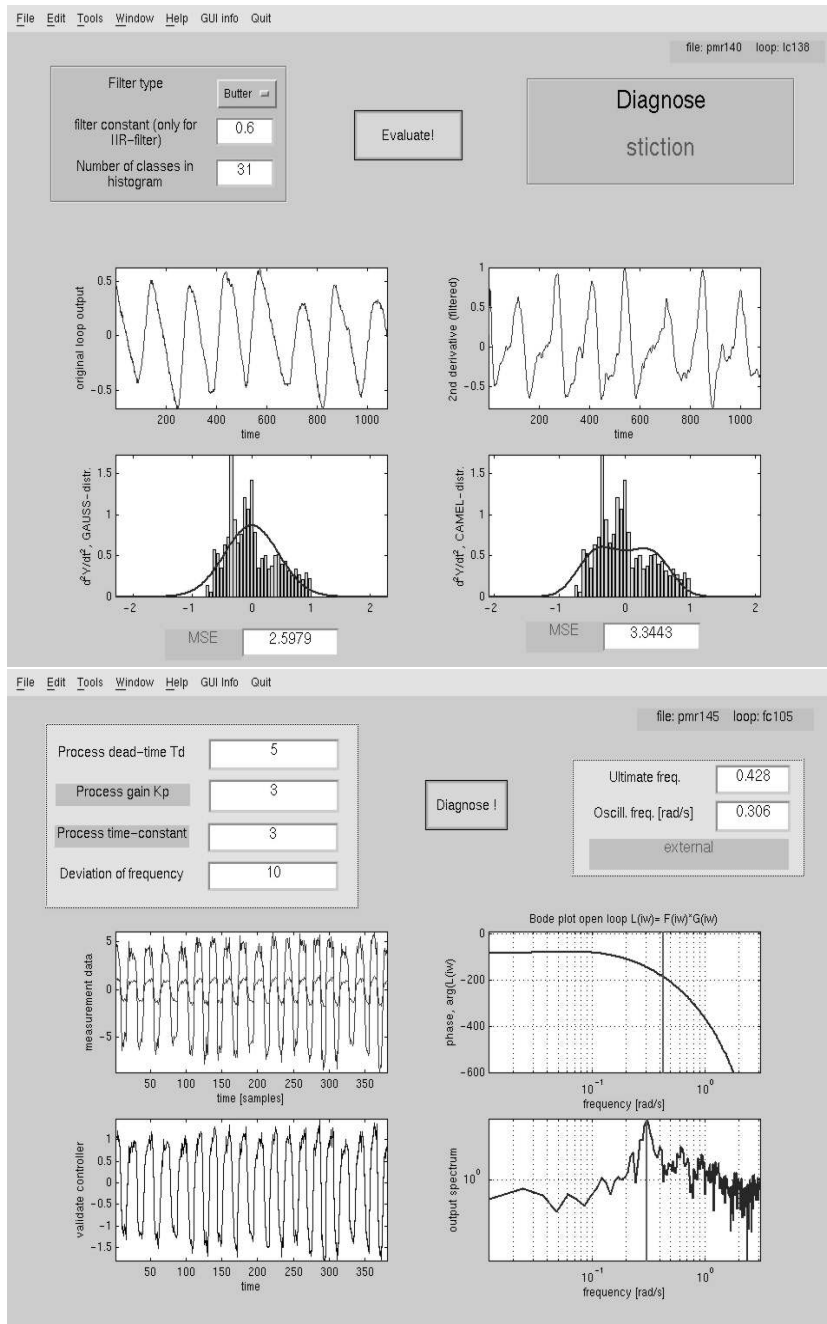 File Edit Tools Window Help GUI info Quit
file: pmr140 loop: lc138
Filter type
Butter
filter constant (only for
IIR-filter)
0.6
Number of classes in
histogram
31
Evaluate!
Diagnose
stiction
original loop output
0.5
0
-0.5
200 400 600 800 1000
time
2nd derivative (filtered)
1
0.5
0
-0.5
200 400 600 800 1000
time
d²Y/dt², GAUSS-distr.
1.5
1
0.5
0
-2 -1 0 1 2
MSE 2.5979
d²Y/dt², CAMEL-distr.
1.5
1
0.5
0
-2 -1 0 1 2
MSE 3.3443
File Edit Tools Window Help GUI Info Quit
file: pmr145 loop: fc105
Process dead-time Td 5
Process gain Kp 3
Process time-constant 3
Deviation of frequency 10
Diagnose !
Ultimate freq. 0.428
Oscill. freq. [rad/s] 0.306
external
measurement data
5
0
-5
50 100 150 200 250 300 350
time [samples]
Bode plot open loop L(iw)= F(iw)*G(iw)
phase, arg(L(iw)
0
-200
-400
-600
10⁻¹ 10⁰
frequency [rad/s]
validate controller
1
0.5
0
-0.5
-1
-1.5
50 100 150 200 250 300 350
time
output spectrum
10⁰
10⁻¹ 10⁰
frequency [rad/s]